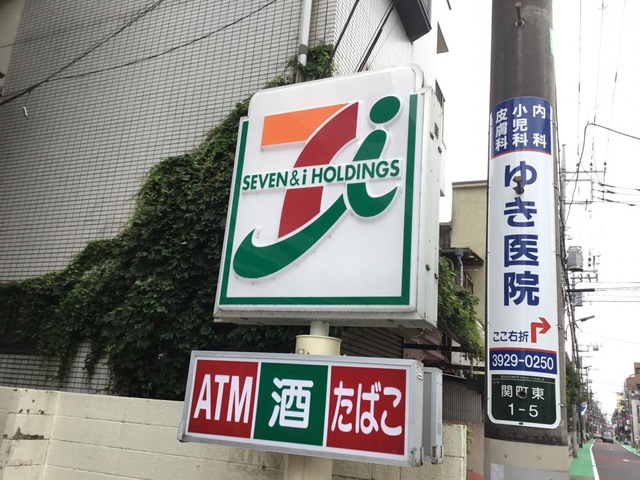 7i
SEVEN & i HOLDINGS
ATM 酒 たばこ
内科
小児科
皮膚科
ゆき医院
ここ右折
3929-0250
関町東
1-5